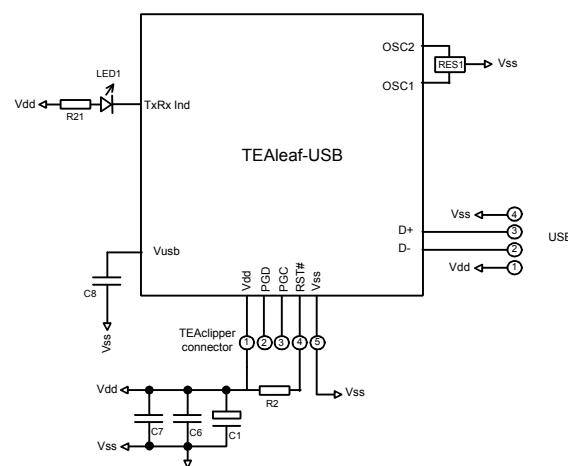 OSC2
RES1
Vss
LED1
OSC1
Vdd
R21
TxRx Ind
TEAleaf-USB
Vss
4
D+
3
USB
D-
2
Vusb
Vdd
1
C8
Vdd
PGD
PGC
RST#
Vss
Vss
TEAclipper
connector
1
2
3
4
5
Vdd
R2
Vss
C7
C6
C1
Vss